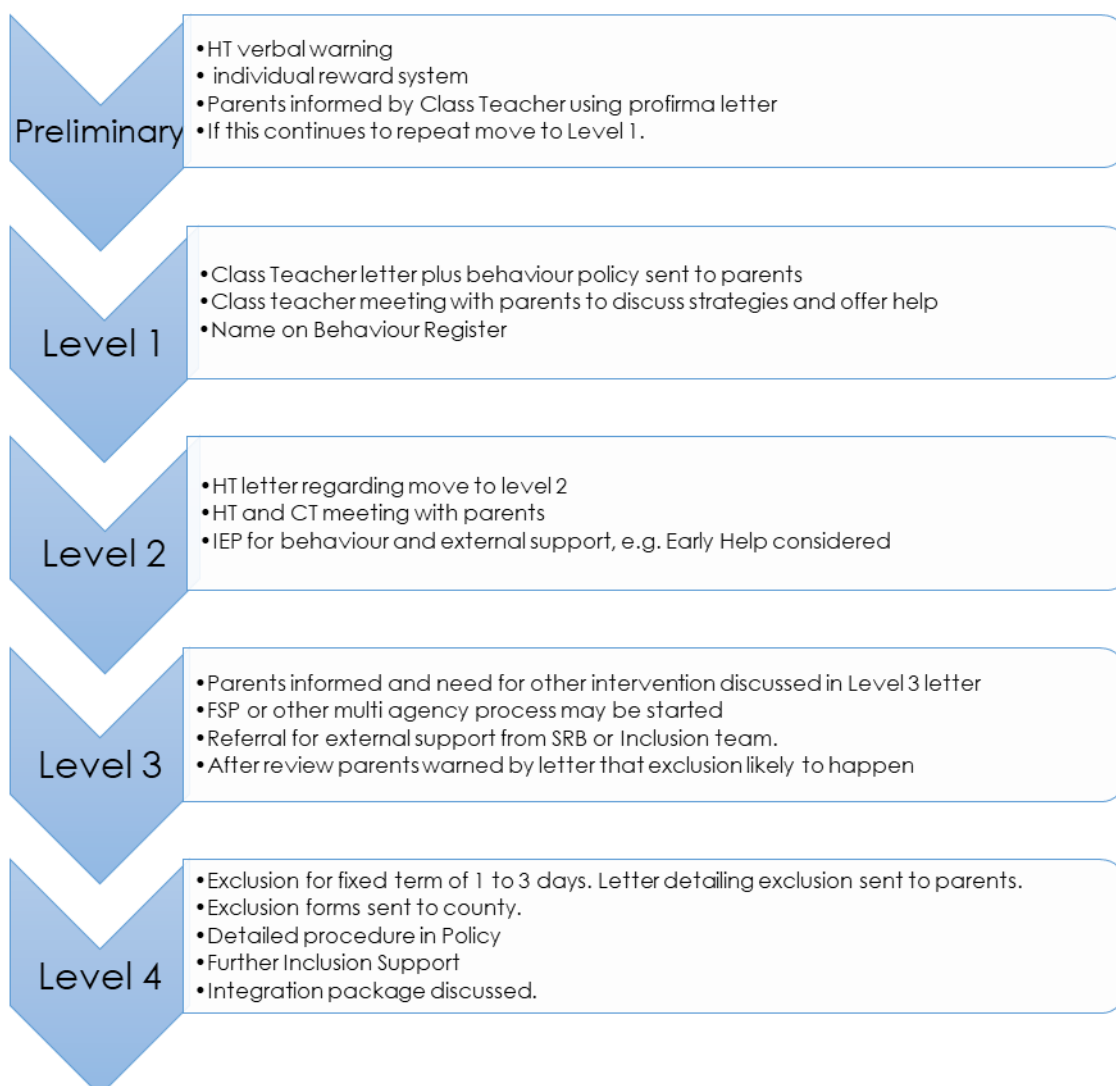 Preliminary
•HT verbal warning
• individual reward system
•Parents informed by Class Teacher using profirma letter
•If this continues to repeat move to Level 1.
Level 1
•Class Teacher letter plus behaviour policy sent to parents
•Class teacher meeting with parents to discuss strategies and offer help
•Name on Behaviour Register
Level 2
•HT letter regarding move to level 2
•HT and CT meeting with parents
•IEP for behaviour and external support, e.g. Early Help considered
Level 3
•Parents informed and need for other intervention discussed in Level 3 letter
•FSP or other multi agency process may be started
•Referral for external support from SRB or Inclusion team.
•After review parents warned by letter that exclusion likely to happen
Level 4
•Exclusion for fixed term of 1 to 3 days. Letter detailing exclusion sent to parents.
•Exclusion forms sent to county.
•Detailed procedure in Policy
•Further Inclusion Support
•Integration package discussed.